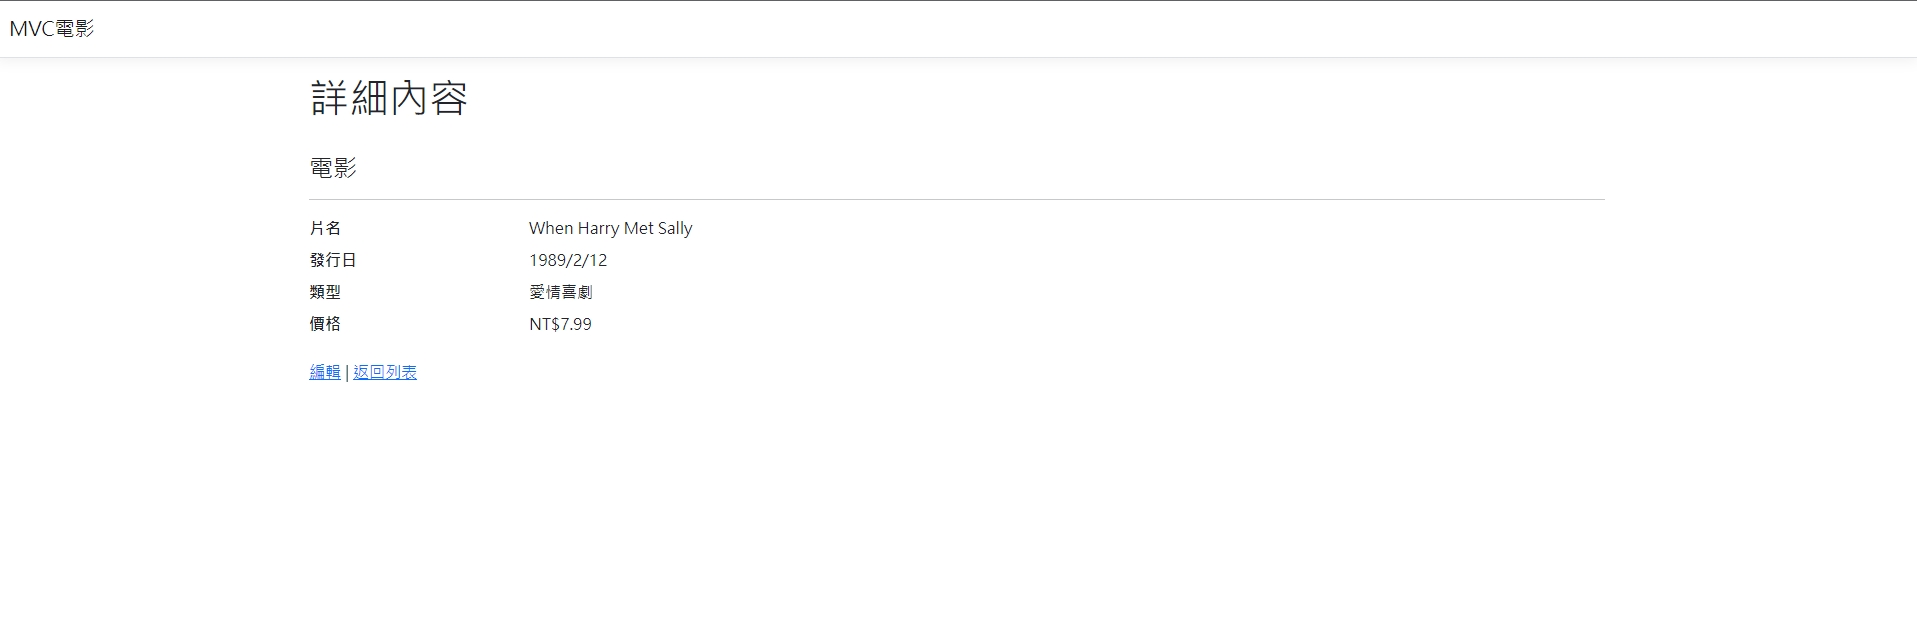 MVC電影
詳細內容
電影
片名 When Harry Met Sally
發行日 1989/2/12
類型 愛情喜劇
價格 NT$7.99
編輯 | 返回列表